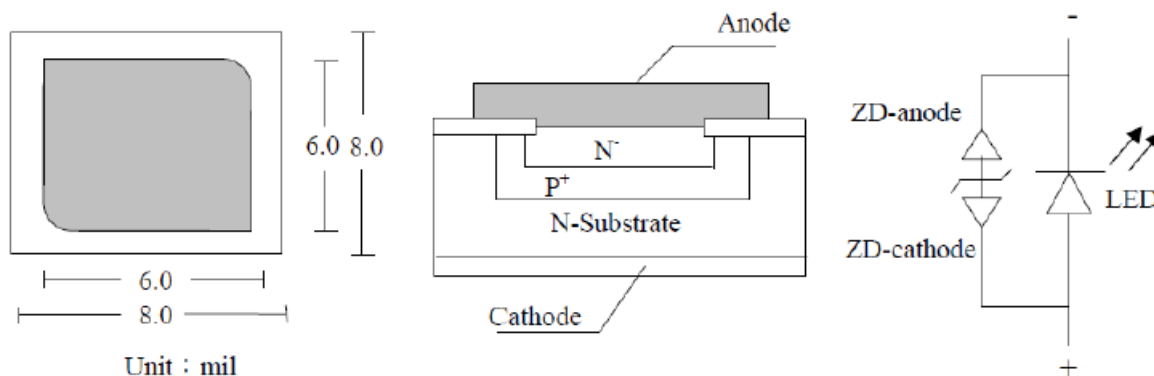 6.0
8.0
6.0
8.0
Unit：mil
Anode
N⁻
P⁺
N-Substrate
Cathode
-
ZD-anode
LED
ZD-cathode
+